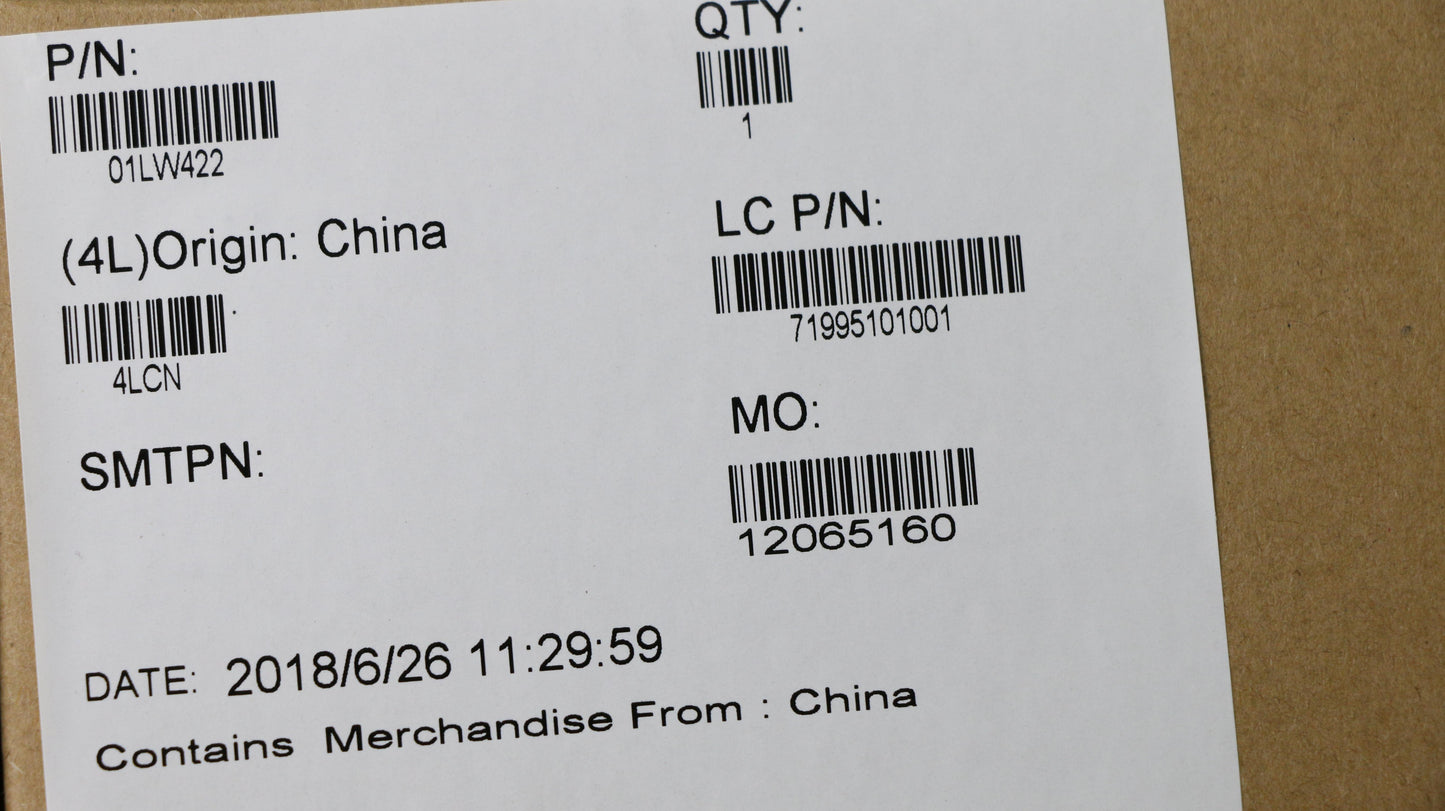 P/N:
01LW422
(4L)Origin: China
4LCN
SMTPN:
QTY:
1
LC P/N:
71995101001
MO:
12065160
DATE: 2018/6/26 11:29:59
Contains Merchandise From : China